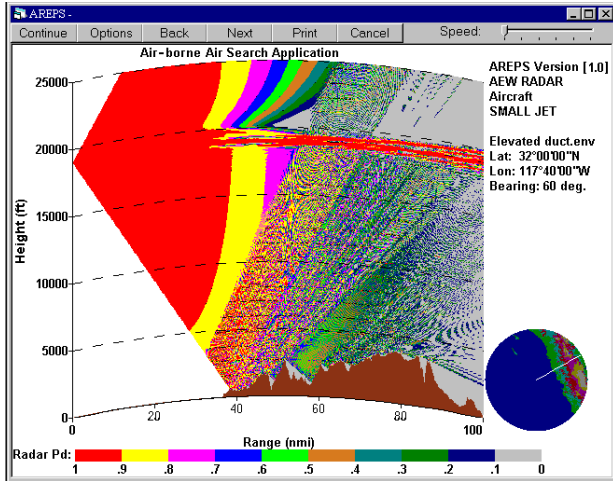 AREPS -
Continue Options Back Next Print Cancel Speed:
Air-borne Air Search Application
AREPS Version [1.0]
AEW RADAR
Aircraft
SMALL JET
Elevated duct.env
Lat: 32°00'00"N
Lon: 117°40'00"W
Bearing: 60 deg.
Height (ft)
25000
20000
15000
10000
5000
0
0 20 40 60 80 100
Range (nmi)
Radar Pd:
1 .9 .8 .7 .6 .5 .4 .3 .2 .1 0